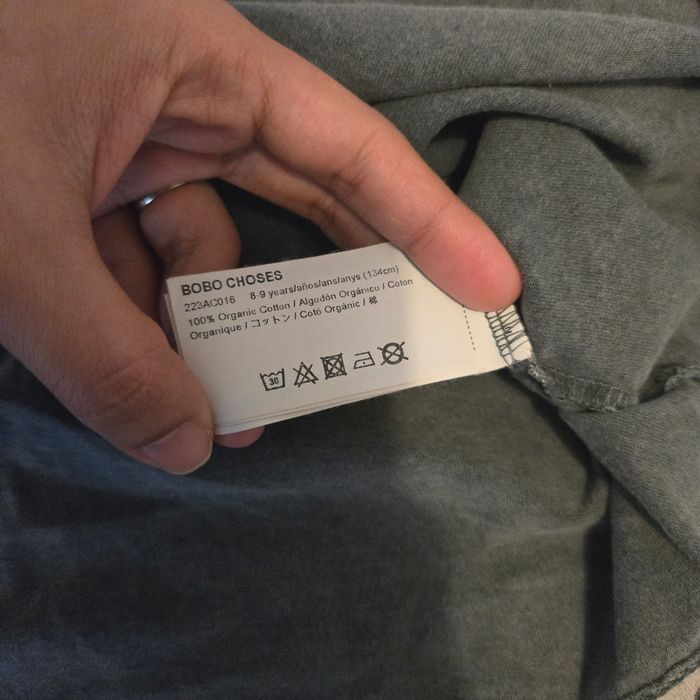 BOBO CHOSES
223AC016 8-9 years/años/ans/anys (134cm)
100% Organic Cotton / Algodón Orgánico / Coton
Organique / コットン / Cotó Orgànic / 棉
30